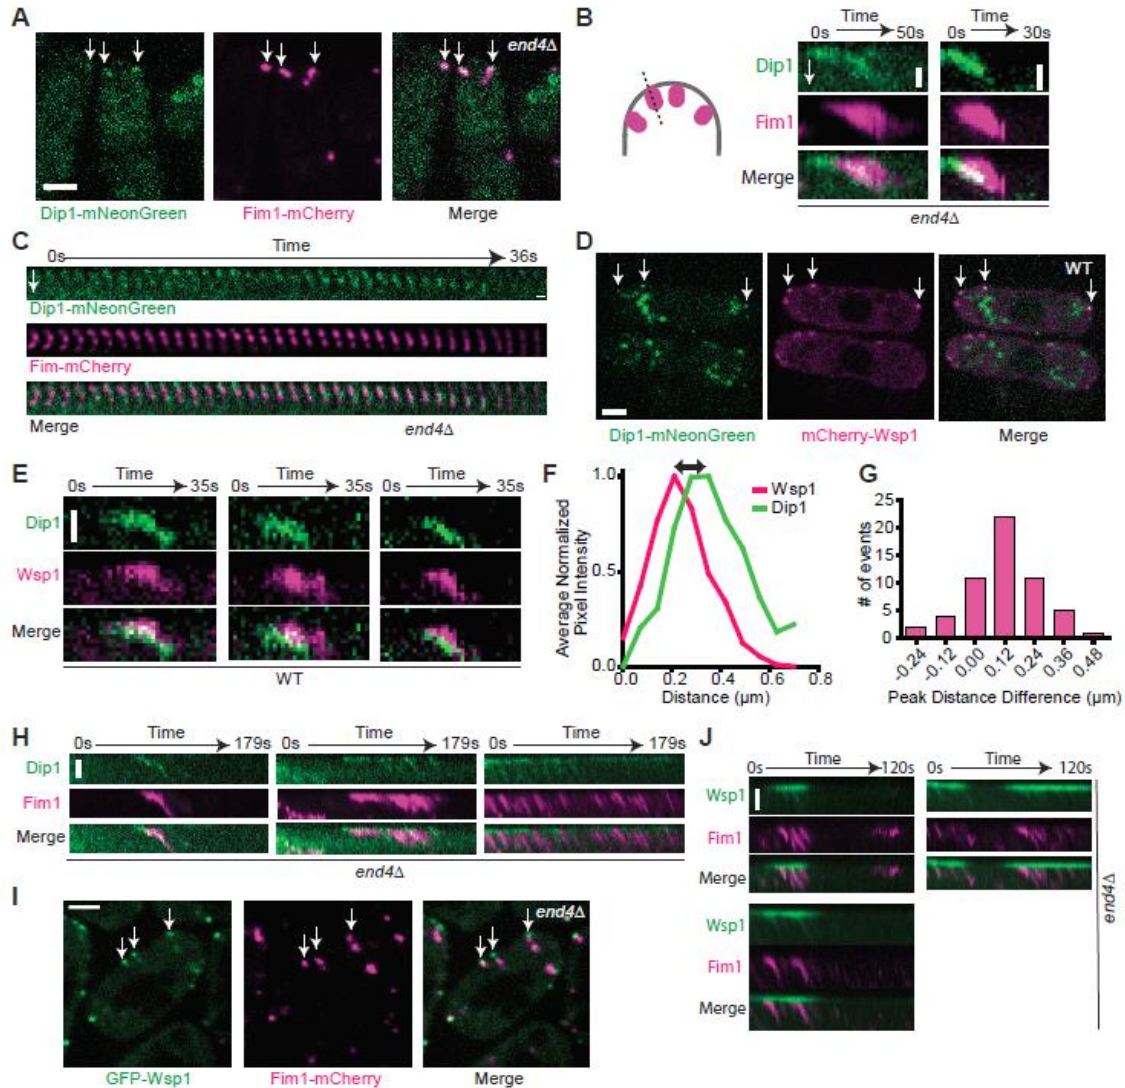 A
end4Δ
Dip1-mNeonGreen
Fim1-mCherry
Merge
B
Time
0s
50s
Time
0s
30s
Dip1
Fim1
Merge
end4Δ
C
Time
0s
36s
Dip1-mNeonGreen
Fim-mCherry
Merge
end4Δ
D
WT
Dip1-mNeonGreen
mCherry-Wsp1
Merge
E
Time
0s
35s
Time
0s
35s
Time
0s
35s
Dip1
Wsp1
Merge
WT
F
Average Normalized
Pixel Intensity
1.0
0.5
0.0
Wsp1
Dip1
0.0 0.2 0.4 0.6 0.8
Distance (µm)
G
# of events
25
20
15
10
5
0
-0.24 -0.12 0.00 0.12 0.24 0.36 0.48
Peak Distance Difference (µm)
H
Time
0s
179s
Time
0s
179s
Time
0s
179s
Dip1
Fim1
Merge
end4Δ
I
end4Δ
GFP-Wsp1
Fim1-mCherry
Merge
J
Time
0s
120s
Time
0s
120s
Wsp1
Fim1
Merge
Wsp1
Fim1
Merge
end4Δ